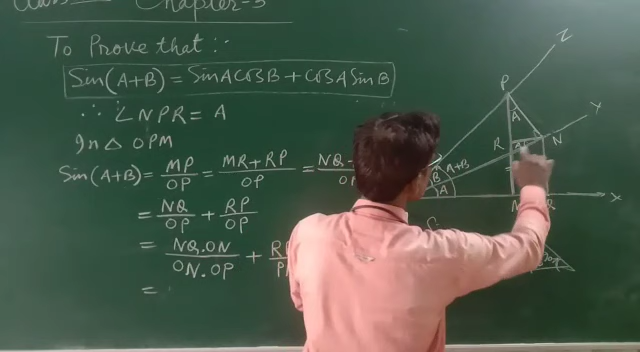 Chapter-3
To Prove that :-
Sin(A+B) = SinACosB + CosASinB
∴ ∠NPR = A
In △ OPM
Sin(A+B) = MP/OP = MR+RP/OP = NQ
= NQ/OP + RP/OP
= NQ.ON/ON.OP +
=
Z
P
A
Y
R
N
A+B
B
A
X